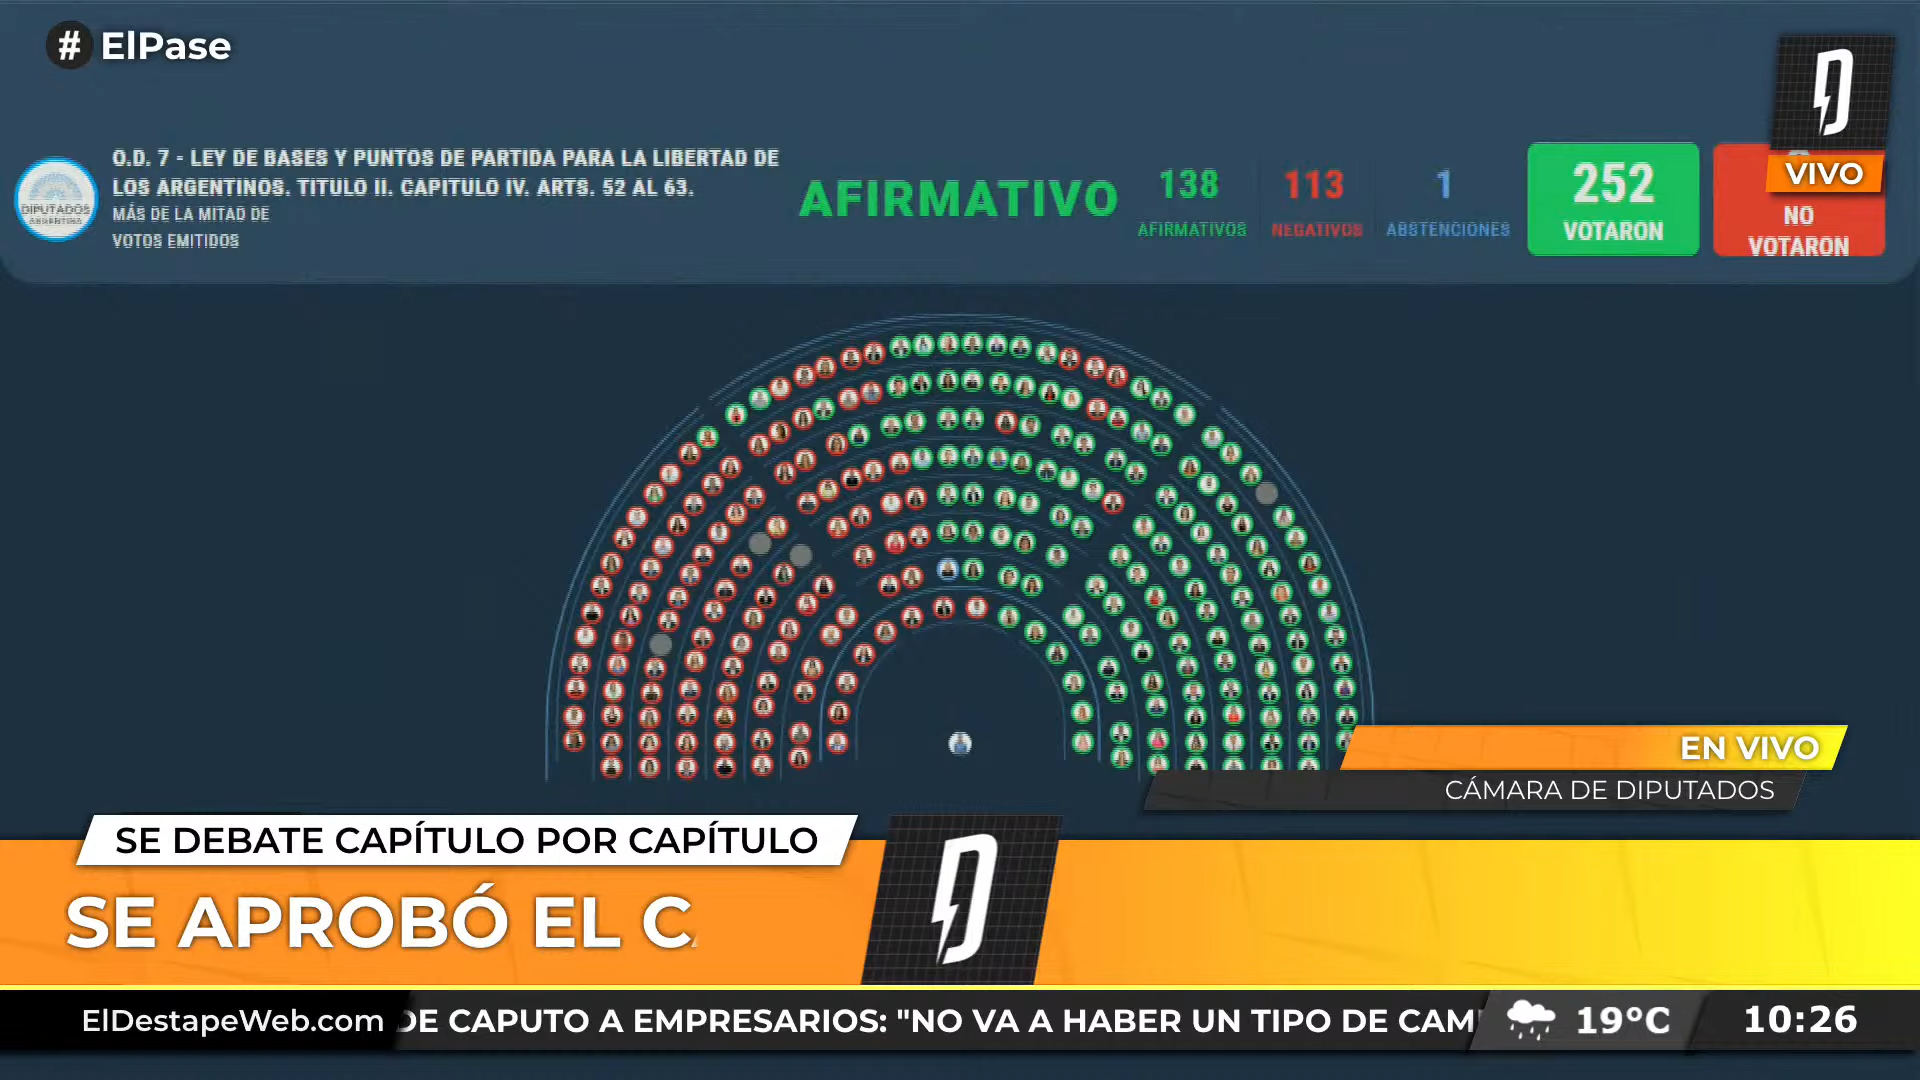 # ElPase
VIVO
O.D. 7 - LEY DE BASES Y PUNTOS DE PARTIDA PARA LA LIBERTAD DE
LOS ARGENTINOS. TITULO II. CAPITULO IV. ARTS. 52 AL 63.
MÁS DE LA MITAD DE
VOTOS EMITIDOS
DIPUTADOS
ARGENTINA
AFIRMATIVO
138
AFIRMATIVOS
113
NEGATIVOS
1
ABSTENCIONES
252
VOTARON
NO
VOTARON
EN VIVO
CÁMARA DE DIPUTADOS
SE DEBATE CAPÍTULO POR CAPÍTULO
SE APROBÓ EL C
ElDestapeWeb.com
DE CAPUTO A EMPRESARIOS: "NO VA A HABER UN TIPO DE CAM
19°C
10:26